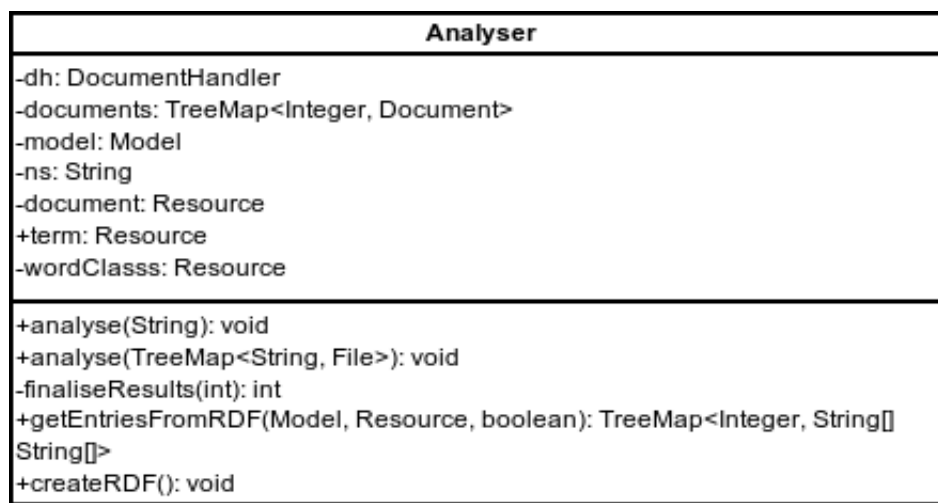 Analyser
-dh: DocumentHandler
-documents: TreeMap<Integer, Document>
-model: Model
-ns: String
-document: Resource
+term: Resource
-wordClasss: Resource
+analyse(String): void
+analyse(TreeMap<String, File>): void
-finaliseResults(int): int
+getEntriesFromRDF(Model, Resource, boolean): TreeMap<Integer, String[]
String[]>
+createRDF(): void